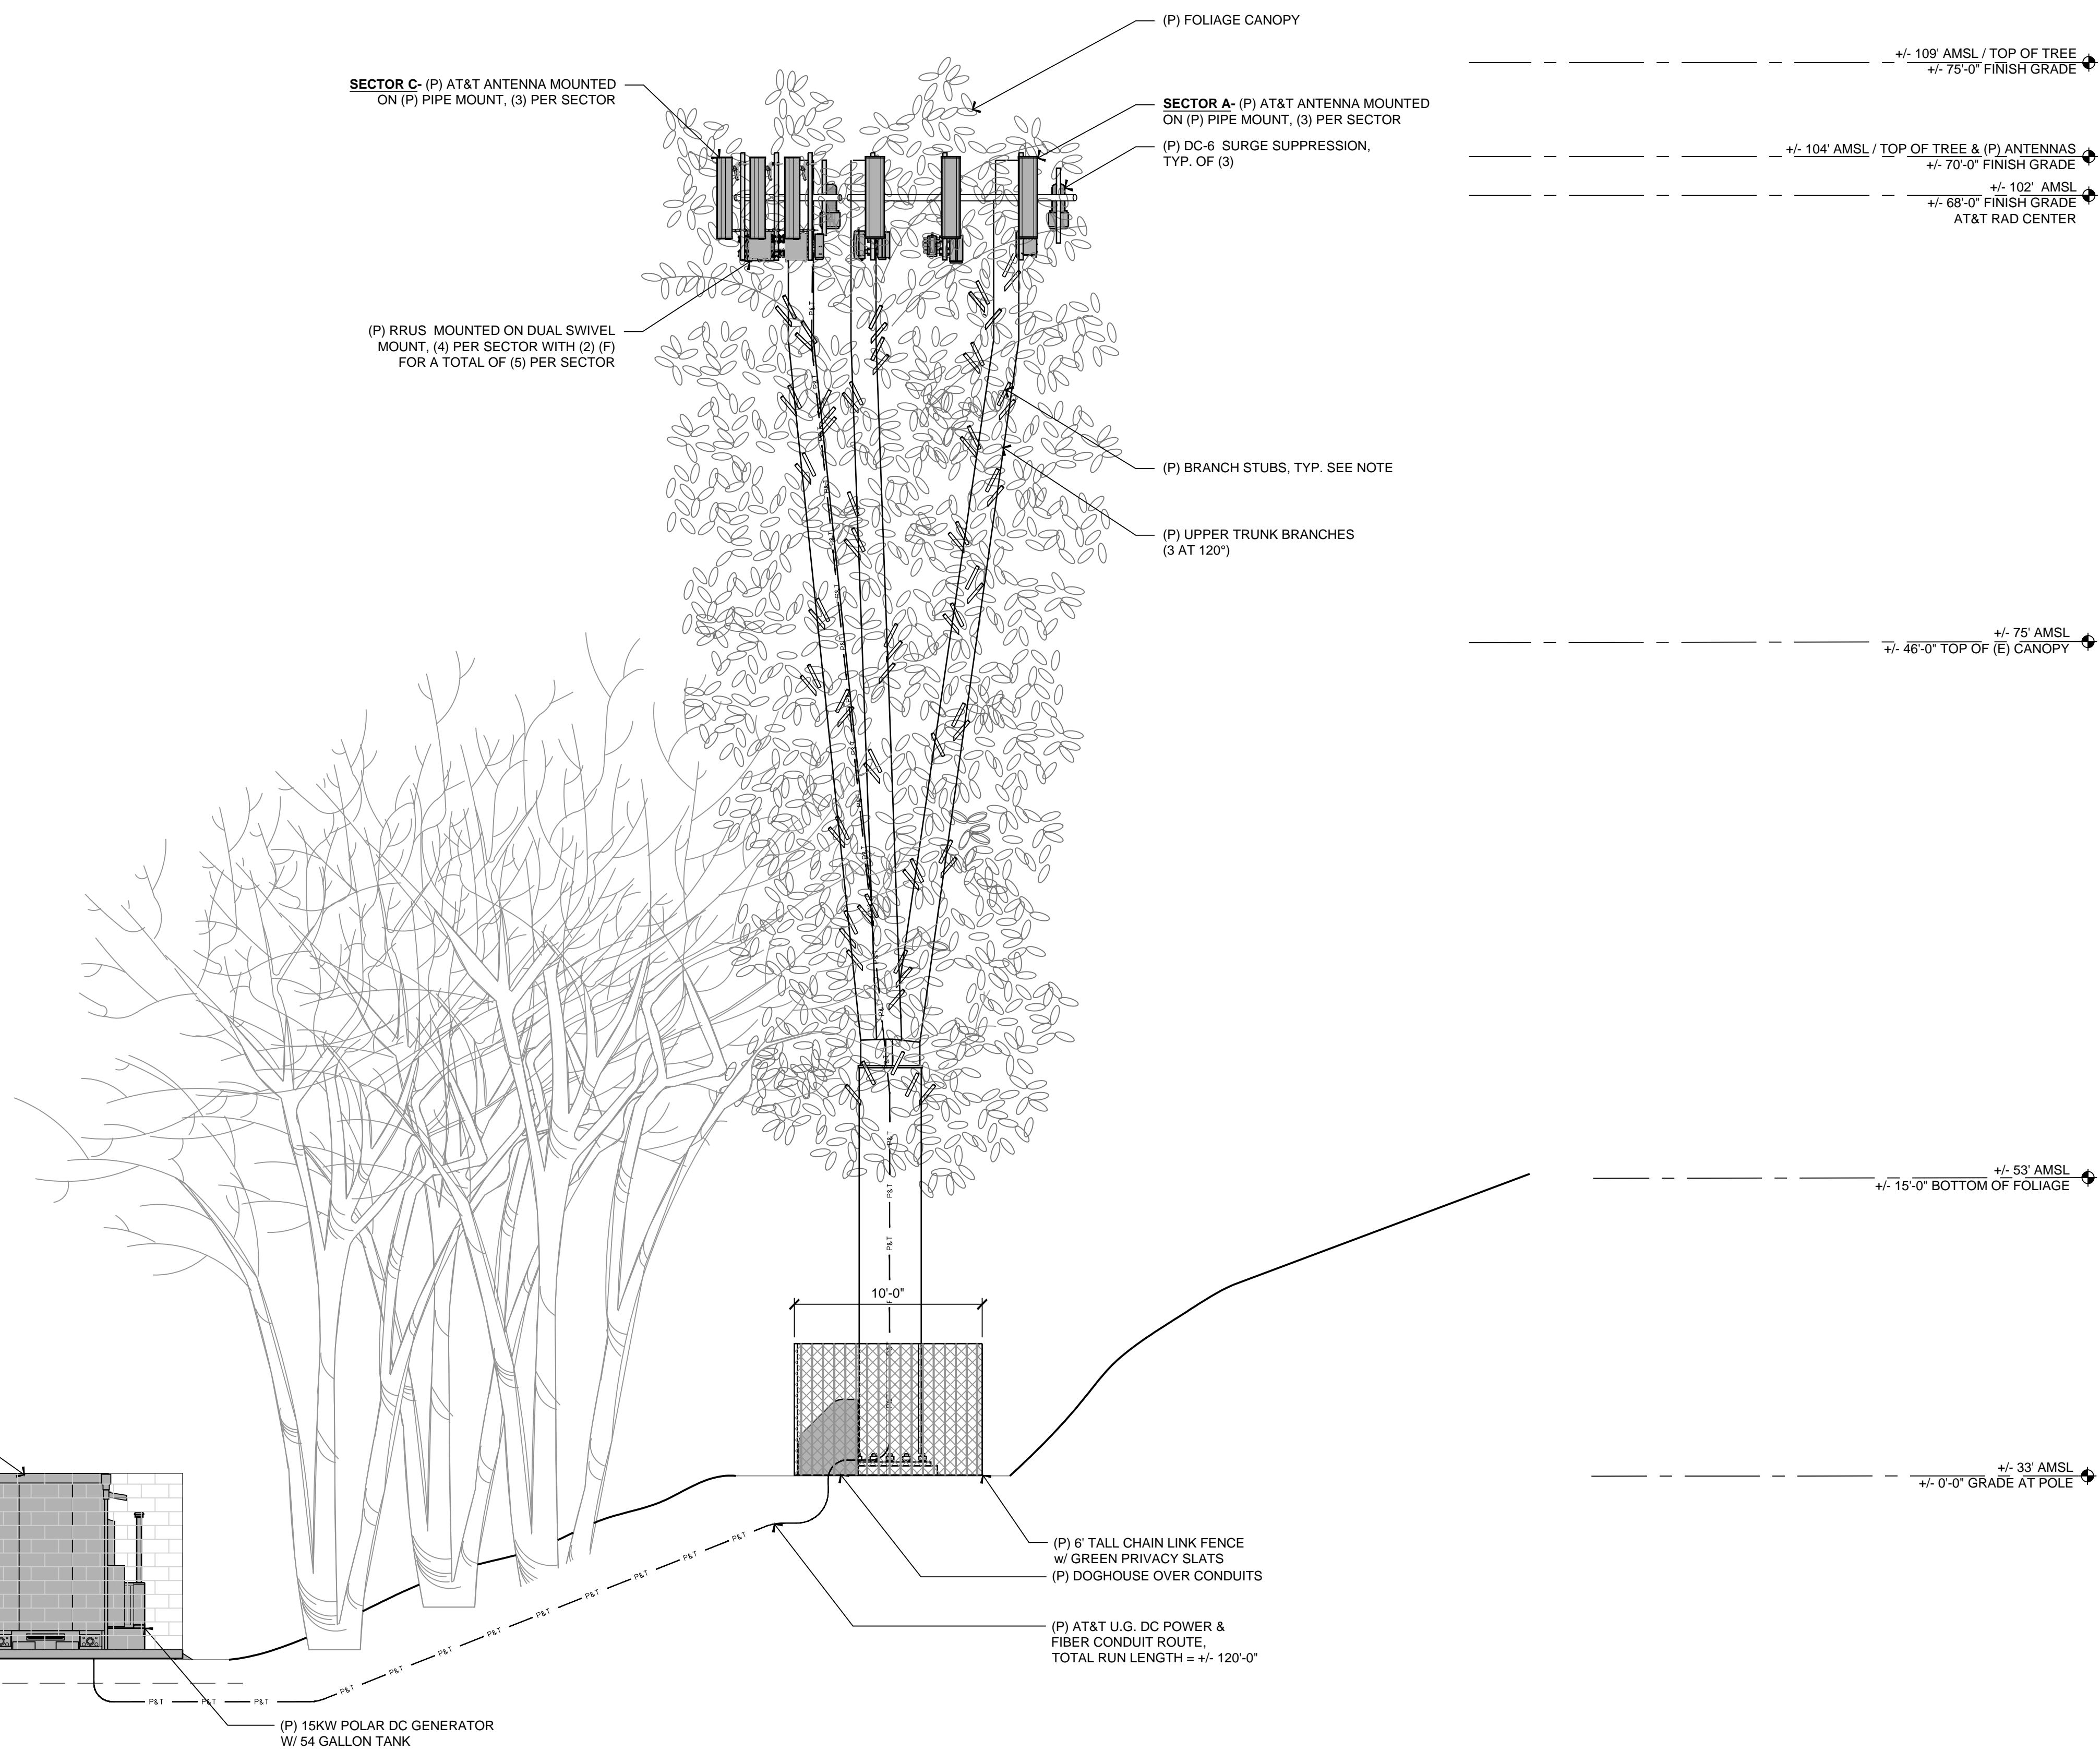 (P) FOLIAGE CANOPY
+/- 109' AMSL / TOP OF TREE
+/- 75'-0" FINISH GRADE
SECTOR C- (P) AT&T ANTENNA MOUNTED
ON (P) PIPE MOUNT, (3) PER SECTOR
SECTOR A- (P) AT&T ANTENNA MOUNTED
ON (P) PIPE MOUNT, (3) PER SECTOR
(P) DC-6 SURGE SUPPRESSION,
TYP. OF (3)
+/- 104' AMSL / TOP OF TREE & (P) ANTENNAS
+/- 70'-0" FINISH GRADE
+/- 102' AMSL
+/- 68'-0" FINISH GRADE
AT&T RAD CENTER
(P) RRUS MOUNTED ON DUAL SWIVEL
MOUNT, (4) PER SECTOR WITH (2) (F)
FOR A TOTAL OF (5) PER SECTOR
(P) BRANCH STUBS, TYP. SEE NOTE
(P) UPPER TRUNK BRANCHES
(3 AT 120°)
+/- 75' AMSL
+/- 46'-0" TOP OF (E) CANOPY
P&T
P&T
P&T
P&T
P&T
P&T
P&T
P&T
P&T
P&T
P&T
P&T
P&T
P&T
+/- 53' AMSL
+/- 15'-0" BOTTOM OF FOLIAGE
P&T
P&T
P&T
10'-0"
+/- 33' AMSL
+/- 0'-0" GRADE AT POLE
(P) 6' TALL CHAIN LINK FENCE
w/ GREEN PRIVACY SLATS
(P) DOGHOUSE OVER CONDUITS
P&T
P&T
P&T
P&T
P&T
P&T
P&T
P&T
P&T
P&T
P&T
P&T
(P) AT&T U.G. DC POWER &
FIBER CONDUIT ROUTE,
TOTAL RUN LENGTH = +/- 120'-0"
(P) 15KW POLAR DC GENERATOR
W/ 54 GALLON TANK